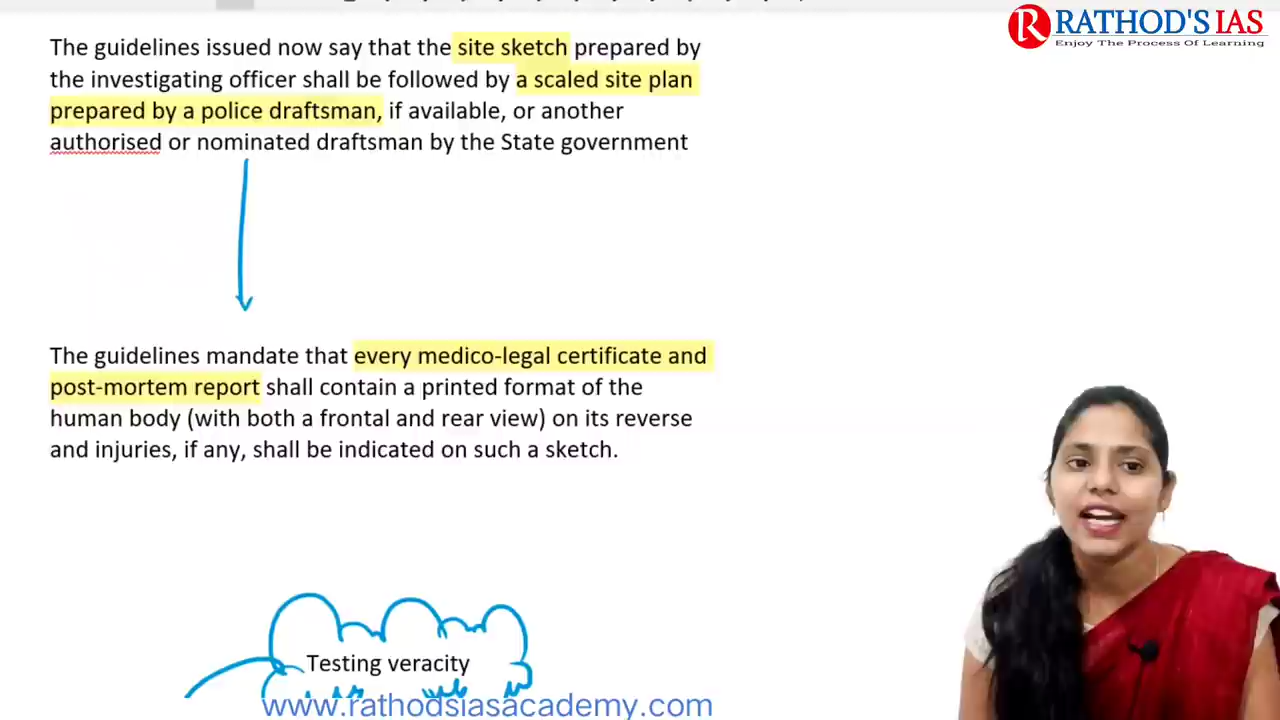 RATHOD'S IAS
Enjoy The Process Of Learning
The guidelines issued now say that the site sketch prepared by
the investigating officer shall be followed by a scaled site plan
prepared by a police draftsman, if available, or another
authorised or nominated draftsman by the State government
The guidelines mandate that every medico-legal certificate and
post-mortem report shall contain a printed format of the
human body (with both a frontal and rear view) on its reverse
and injuries, if any, shall be indicated on such a sketch.
Testing veracity
www.rathodsiasacademy.com